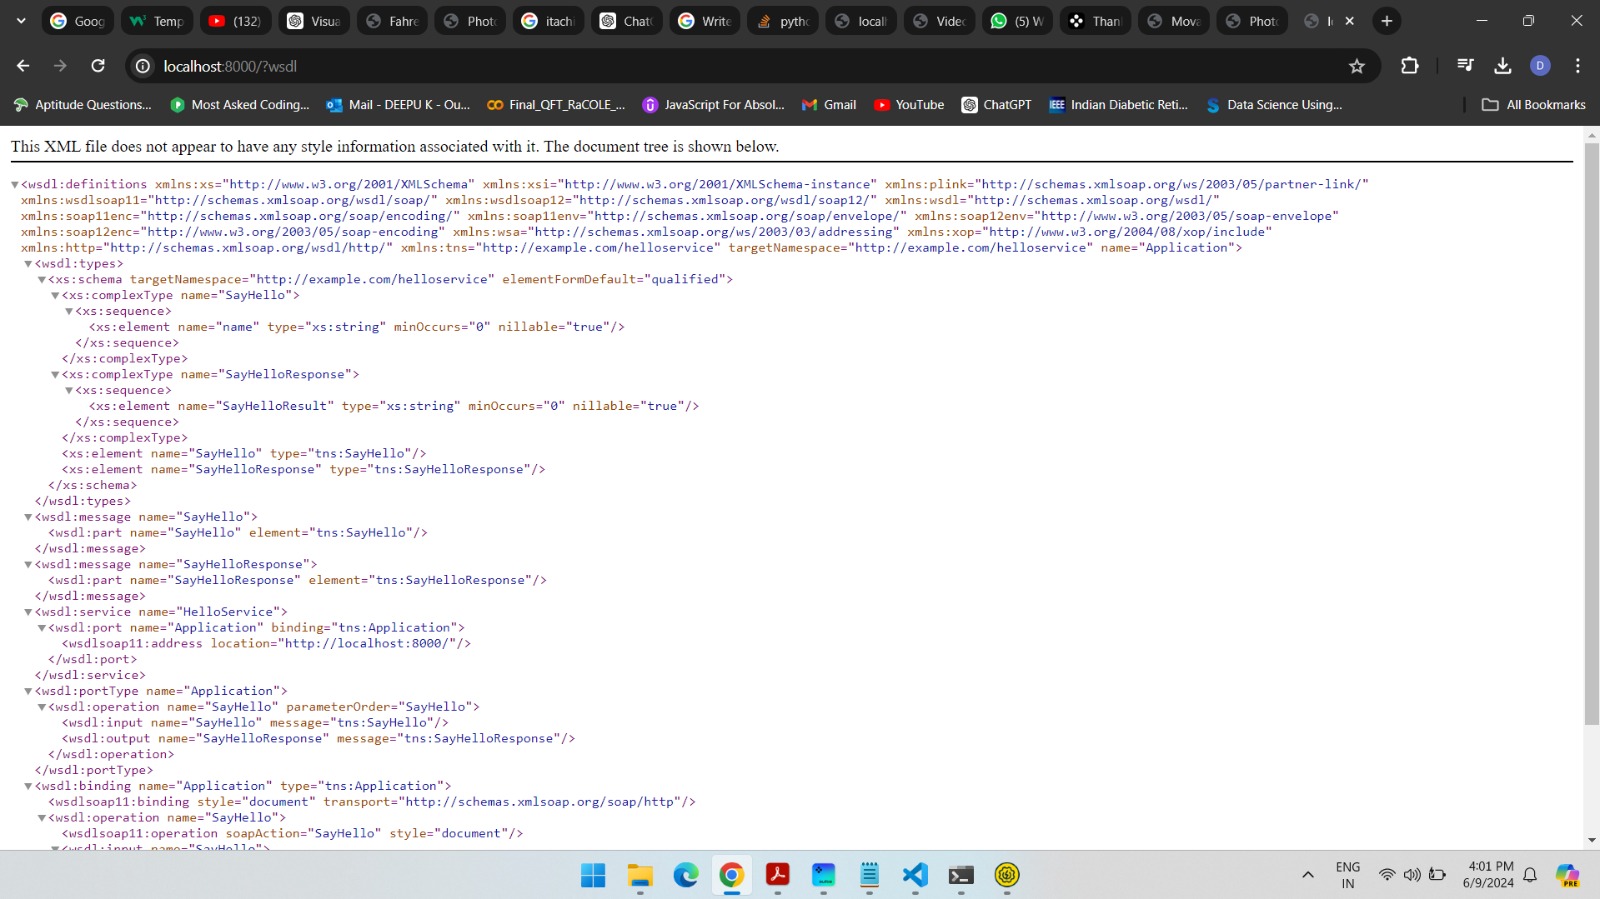 Goog
Temp
(132)
Visua
Fahre
Photo
itachi
ChatG
Write
pytho
localh
Videc
(5) W
Than
Mova
Photo
lo
localhost:8000/?wsdl
D
Aptitude Questions...
Most Asked Coding...
Mail - DEEPU K - Ou...
Final_QFT_RaCOLE_...
JavaScript For Absol...
Gmail
YouTube
ChatGPT
IEEE
Indian Diabetic Reti...
Data Science Using...
All Bookmarks
This XML file does not appear to have any style information associated with it. The document tree is shown below.
▼<wsdl:definitions xmlns:xs="http://www.w3.org/2001/XMLSchema" xmlns:xsi="http://www.w3.org/2001/XMLSchema-instance" xmlns:plink="http://schemas.xmlsoap.org/ws/2003/05/partner-link/"
xmlns:wsdlsoap11="http://schemas.xmlsoap.org/wsdl/soap/" xmlns:wsdlsoap12="http://schemas.xmlsoap.org/wsdl/soap12/" xmlns:wsdl="http://schemas.xmlsoap.org/wsdl/"
xmlns:soap11enc="http://schemas.xmlsoap.org/soap/encoding/" xmlns:soap11env="http://schemas.xmlsoap.org/soap/envelope/" xmlns:soap12env="http://www.w3.org/2003/05/soap-envelope"
xmlns:soap12enc="http://www.w3.org/2003/05/soap-encoding" xmlns:wsa="http://schemas.xmlsoap.org/ws/2003/03/addressing" xmlns:xop="http://www.w3.org/2004/08/xop/include"
xmlns:http="http://schemas.xmlsoap.org/wsdl/http/" xmlns:tns="http://example.com/helloservice" targetNamespace="http://example.com/helloservice" name="Application">
▼<wsdl:types>
▼<xs:schema targetNamespace="http://example.com/helloservice" elementFormDefault="qualified">
▼<xs:complexType name="SayHello">
▼<xs:sequence>
<xs:element name="name" type="xs:string" minOccurs="0" nillable="true"/>
</xs:sequence>
</xs:complexType>
▼<xs:complexType name="SayHelloResponse">
▼<xs:sequence>
<xs:element name="SayHelloResult" type="xs:string" minOccurs="0" nillable="true"/>
</xs:sequence>
</xs:complexType>
<xs:element name="SayHello" type="tns:SayHello"/>
<xs:element name="SayHelloResponse" type="tns:SayHelloResponse"/>
</xs:schema>
</wsdl:types>
▼<wsdl:message name="SayHello">
<wsdl:part name="SayHello" element="tns:SayHello"/>
</wsdl:message>
▼<wsdl:message name="SayHelloResponse">
<wsdl:part name="SayHelloResponse" element="tns:SayHelloResponse"/>
</wsdl:message>
▼<wsdl:service name="HelloService">
▼<wsdl:port name="Application" binding="tns:Application">
<wsdlsoap11:address location="http://localhost:8000/"/>
</wsdl:port>
</wsdl:service>
▼<wsdl:portType name="Application">
▼<wsdl:operation name="SayHello" parameterOrder="SayHello">
<wsdl:input name="SayHello" message="tns:SayHello"/>
<wsdl:output name="SayHelloResponse" message="tns:SayHelloResponse"/>
</wsdl:operation>
</wsdl:portType>
▼<wsdl:binding name="Application" type="tns:Application">
<wsdlsoap11:binding style="document" transport="http://schemas.xmlsoap.org/soap/http"/>
▼<wsdl:operation name="SayHello">
<wsdlsoap11:operation soapAction="SayHello" style="document"/>
▼<wsdl:input name="SayHello">
ENG
IN
4:01 PM
6/9/2024
PRE